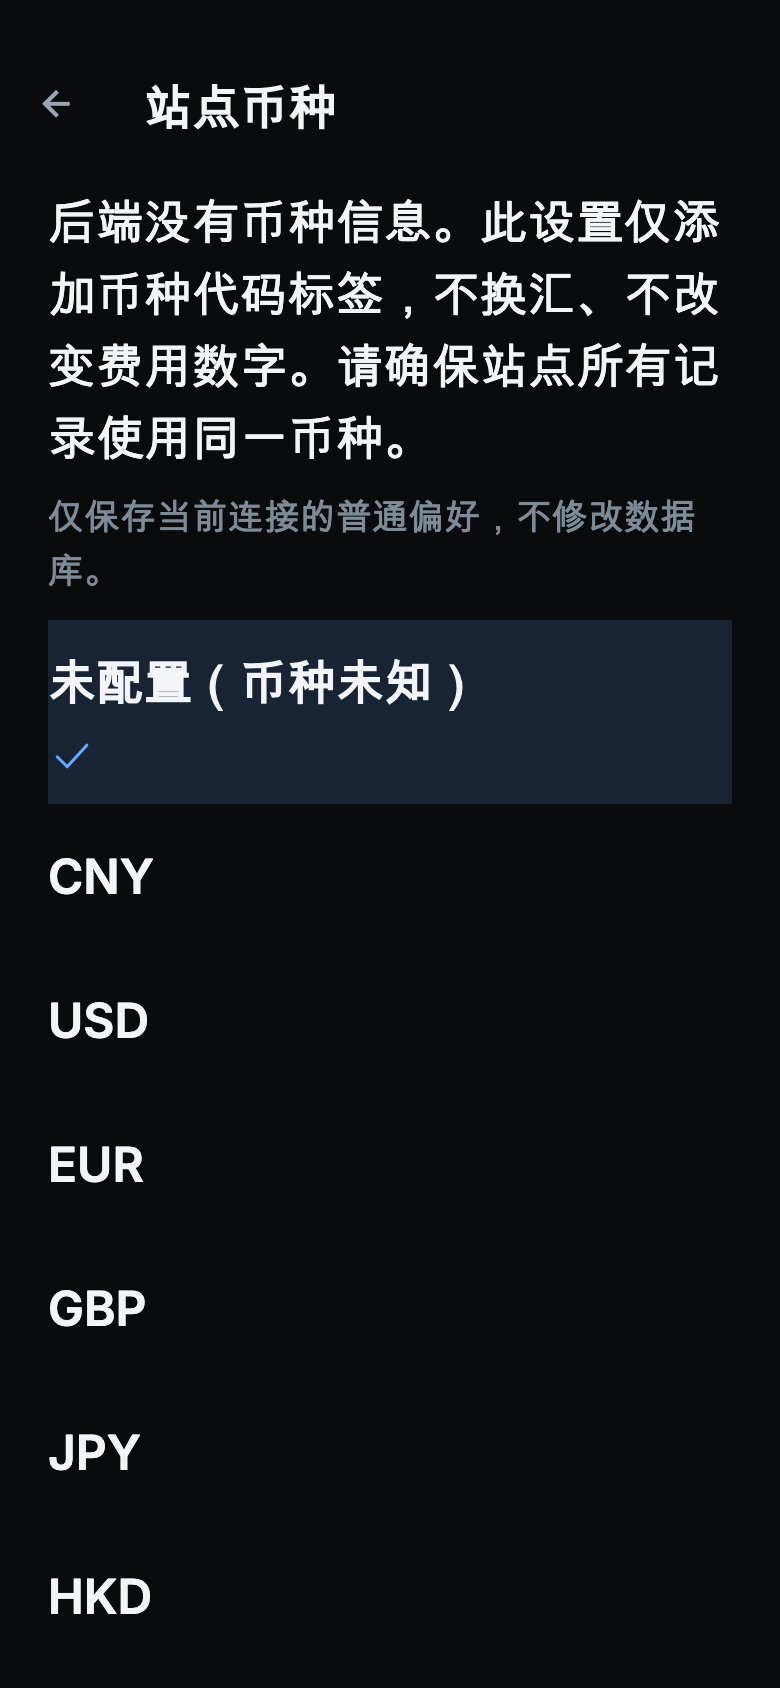 站点币种
后端没有币种信息。此设置仅添
加币种代码标签，不换汇、不改
变费用数字。请确保站点所有记
录使用同一币种。
仅保存当前连接的普通偏好，不修改数据
库。
未配置（币种未知）
CNY
USD
EUR
GBP
JPY
HKD